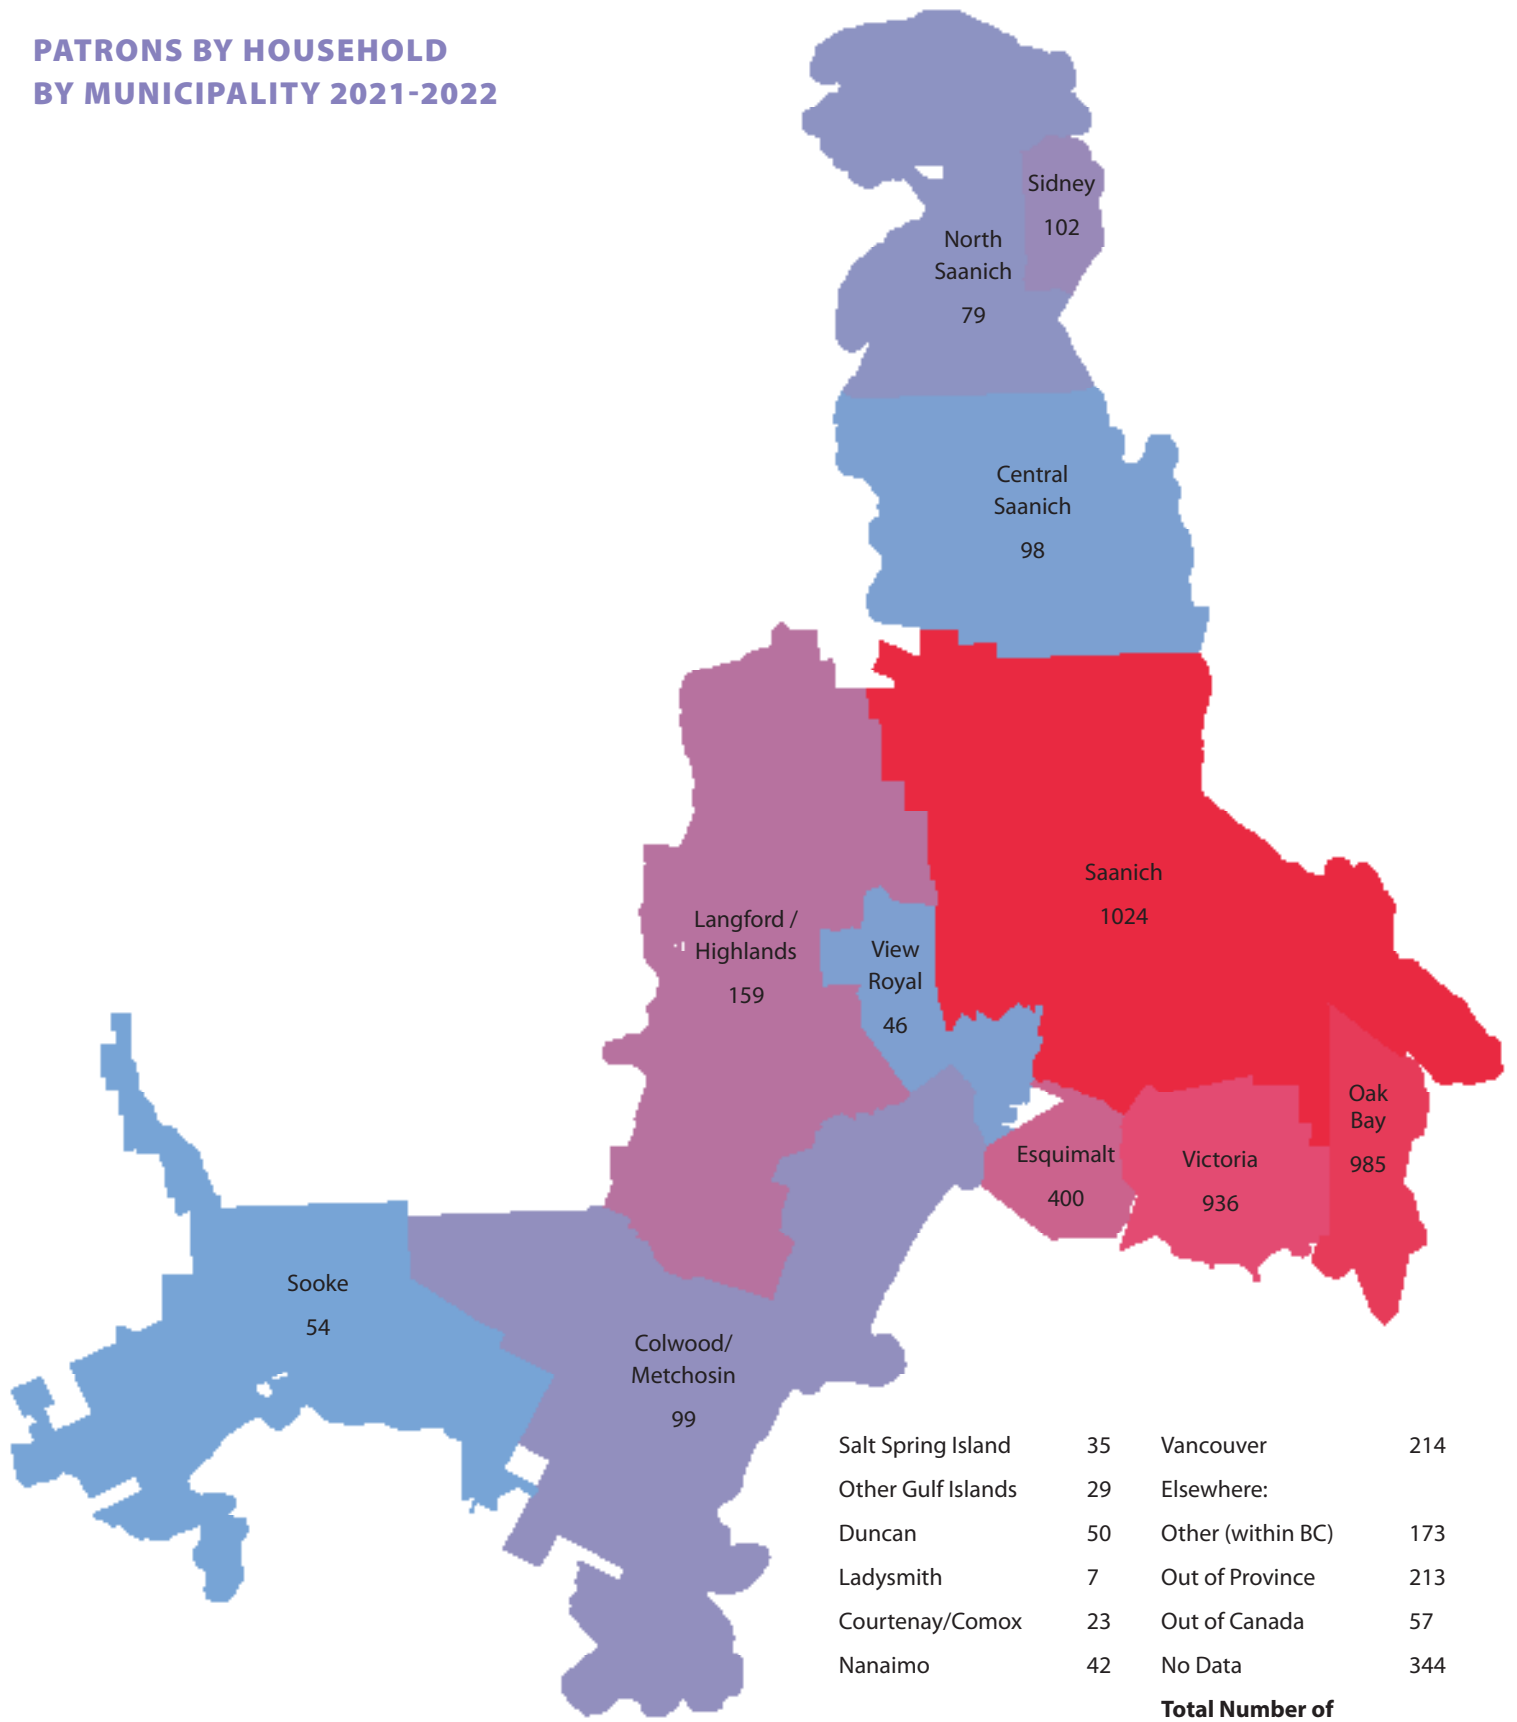 PATRONS BY HOUSEHOLD
BY MUNICIPALITY 2021-2022
Sidney
102
North
Saanich
79
Central
Saanich
98
Saanich
1024
Langford /
Highlands
159
View
Royal
46
Oak
Bay
985
Esquimalt
400
Victoria
936
Sooke
54
Colwood/
Metchosin
99
Salt Spring Island 35
Other Gulf Islands 29
Duncan 50
Ladysmith 7
Courtenay/Comox 23
Nanaimo 42
Vancouver 214
Elsewhere:
Other (within BC) 173
Out of Province 213
Out of Canada 57
No Data 344
Total Number of